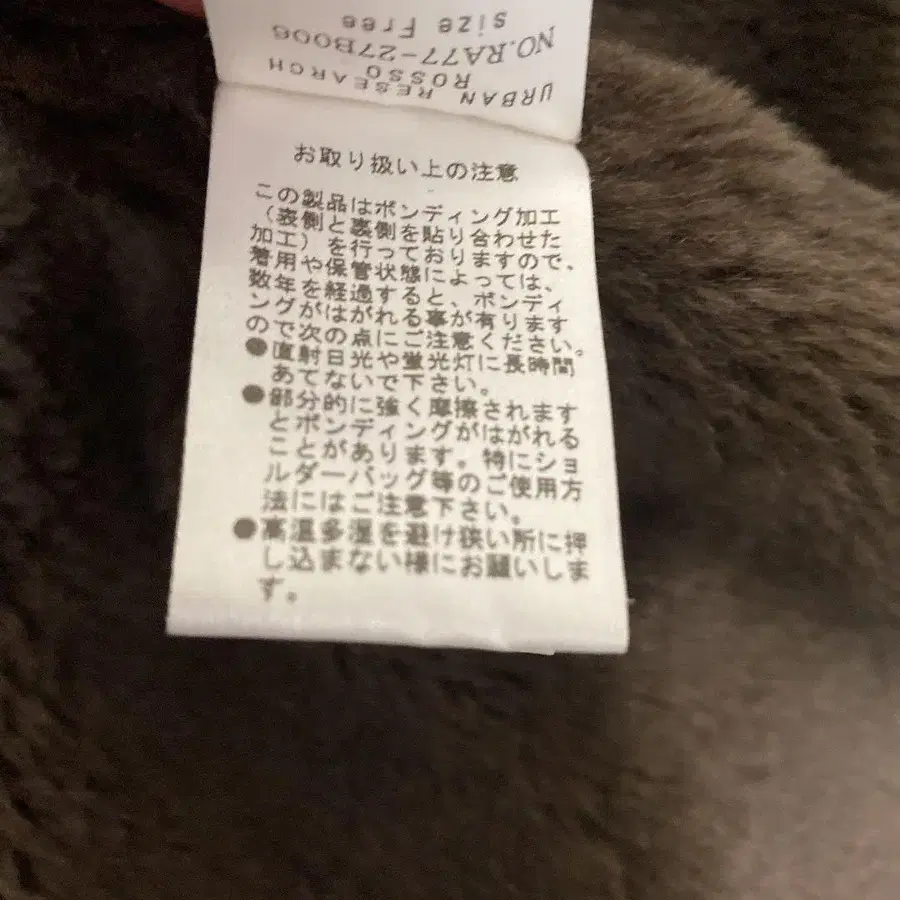 URBAN RESEARCH
ROSSO
NO.RA77-27B006
Size Free
お取り扱い上の注意
この製品はボンディング加工
（表側と裏側を貼り合わせた
加工）を行っておりますので、
着用や保管状態によっては、
数年を経過すると、ボンディ
ングがはがれる事が有ります
ので次の点にご注意ください。
●直射日光や蛍光灯に長時間
あてないで下さい。
●部分的に強く摩擦されます
とボンディングがはがれる
ことがあります。特にショ
ルダーバッグ等のご使用方
法にはご注意下さい。
●高温多湿を避け狭い所に押
し込まない様にお願いしま
す。